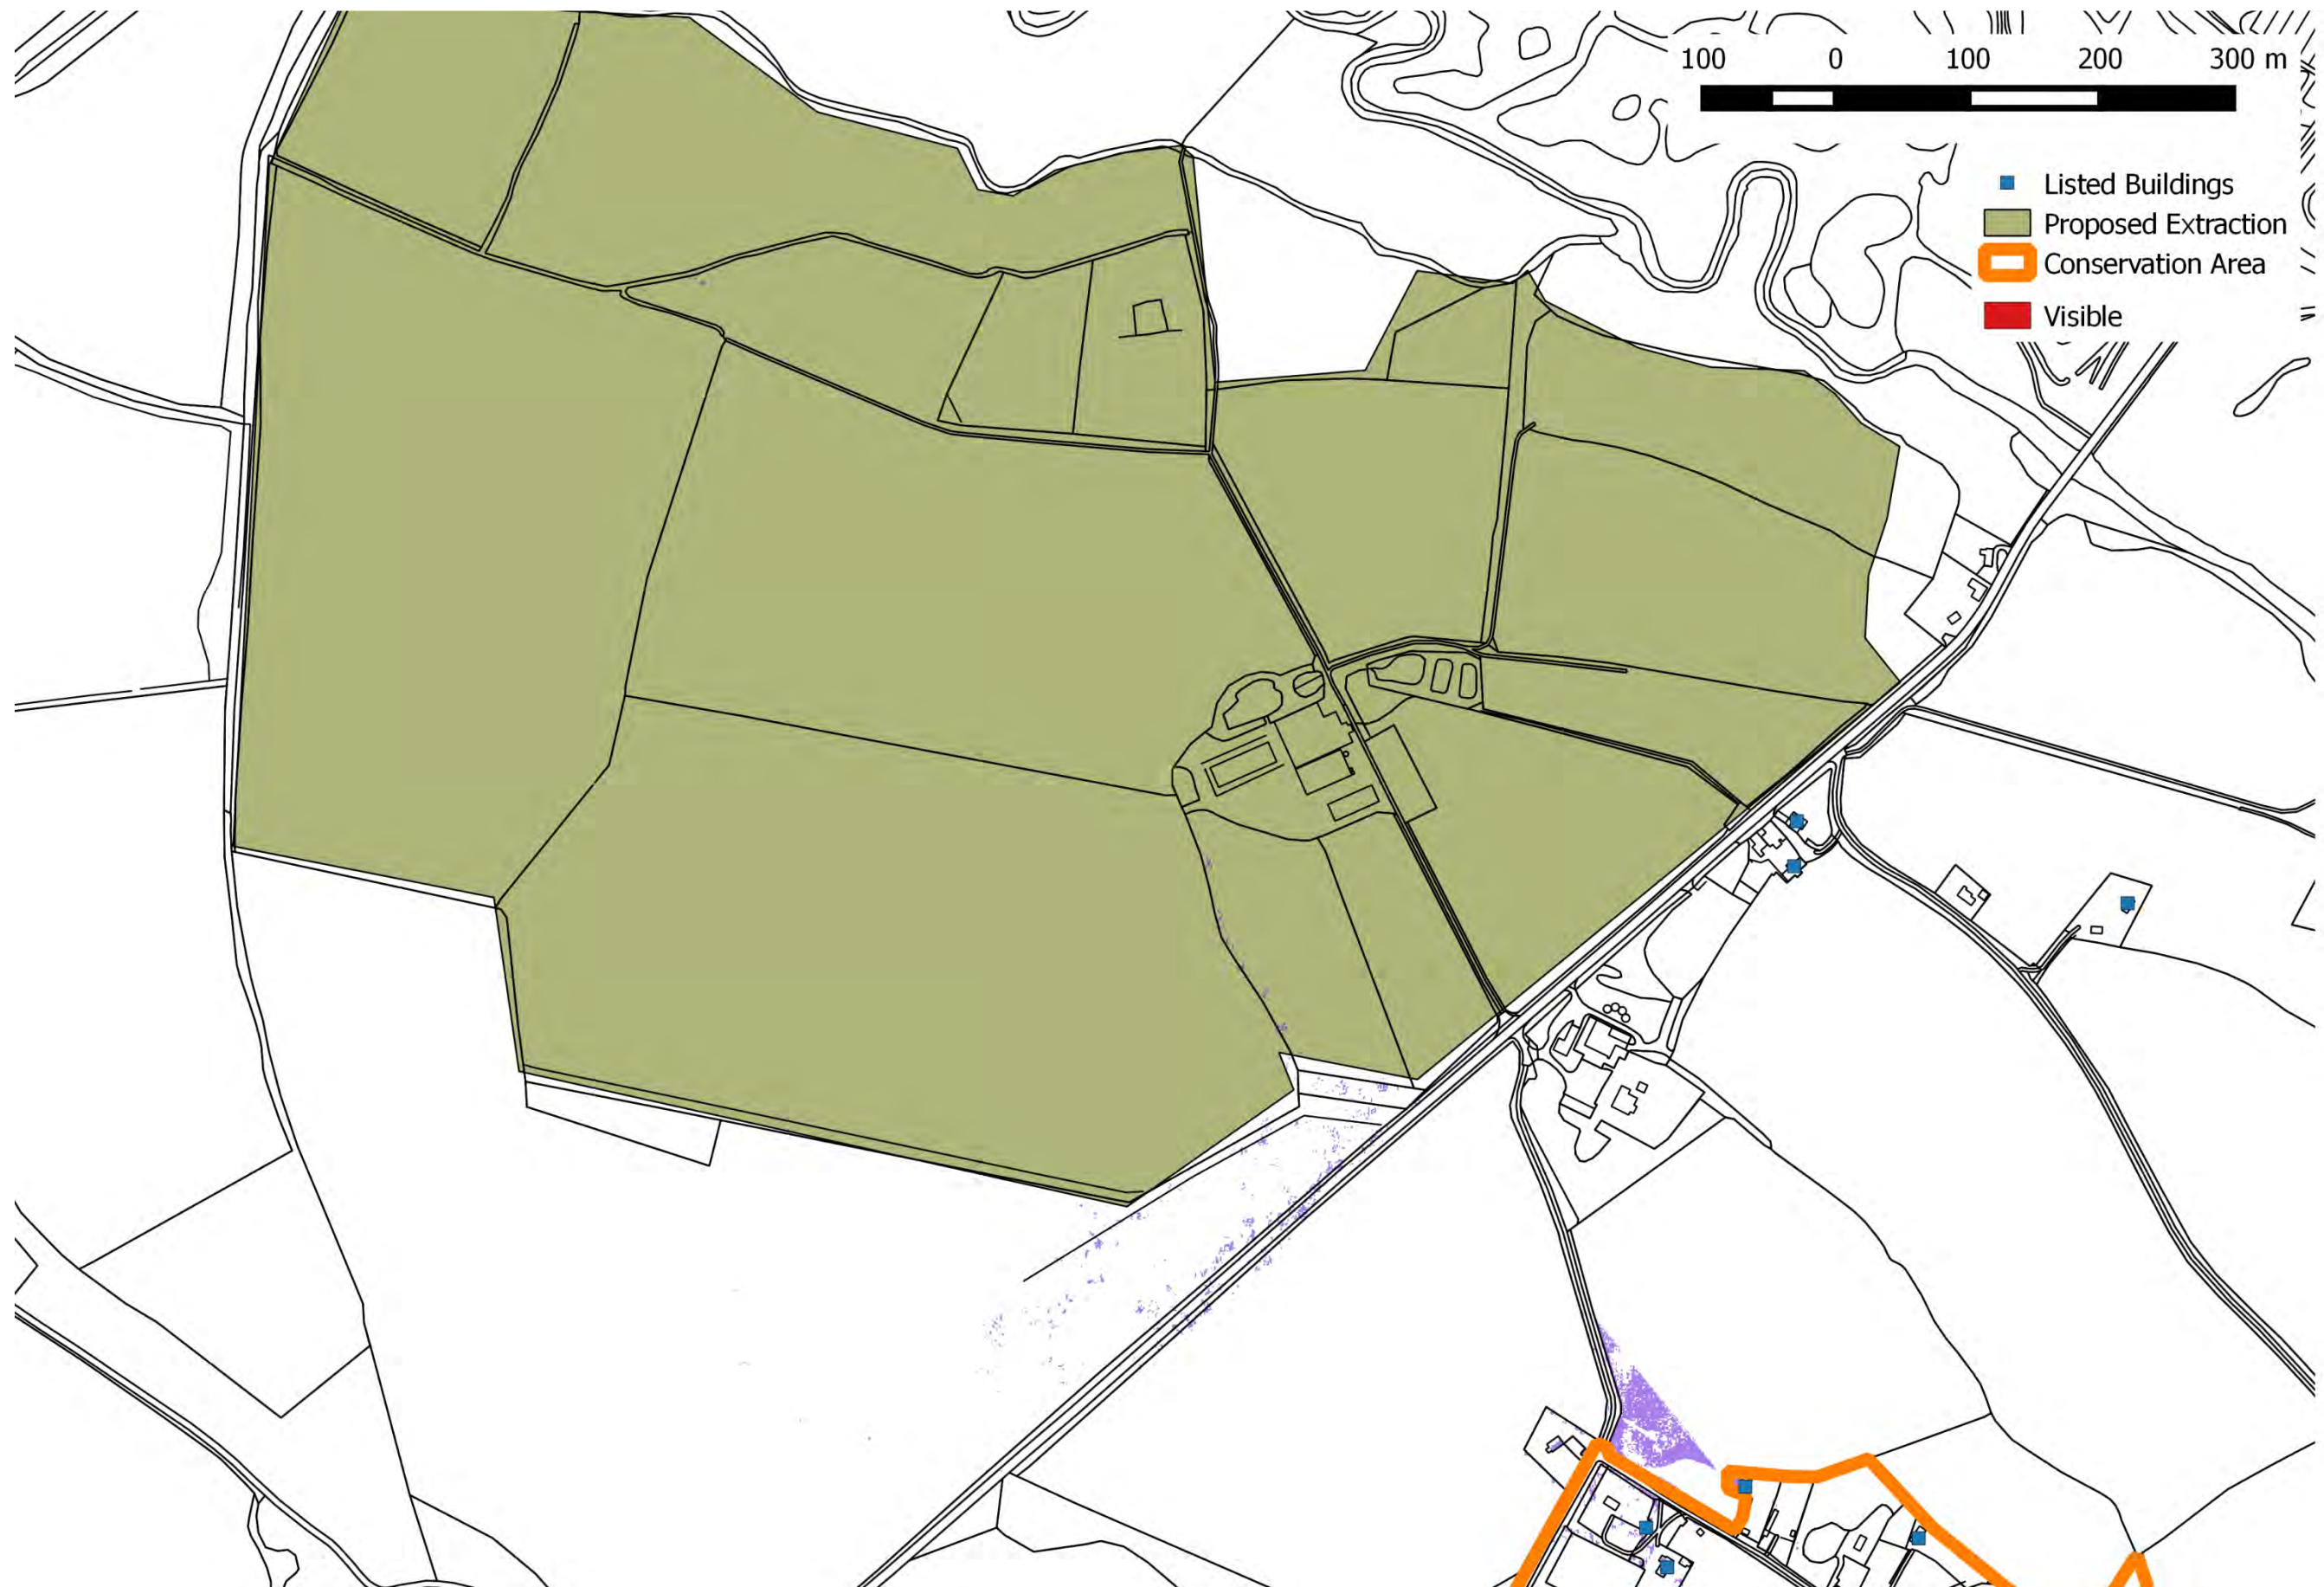 100 0 100 200 300 m
Listed Buildings
Proposed Extraction
Conservation Area
Visible